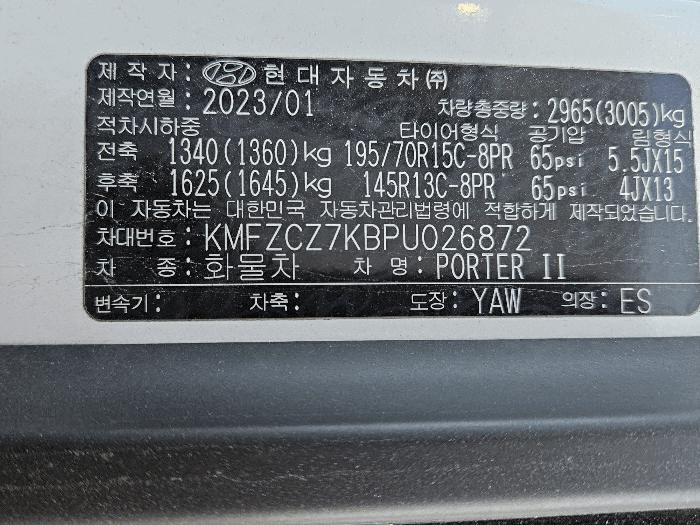 제 작 자 : 현대자동차(주)
제작연월 : 2023/01 차량총중량 : 2965(3005)kg
적차시하중 타이어형식 공기압 림형식
전축 1340(1360)kg 195/70R15C-8PR 65psi 5.5JX15
후축 1625(1645)kg 145R13C-8PR 65psi 4JX13
이 자동차는 대한민국 자동차관리법령에 적합하게 제작되었습니다.
차대번호 : KMFZCZ7KBPU026872
차 종 : 화물차 차 명 : PORTER II
변속기 : 차축 : 도장 : YAW 의장 : ES